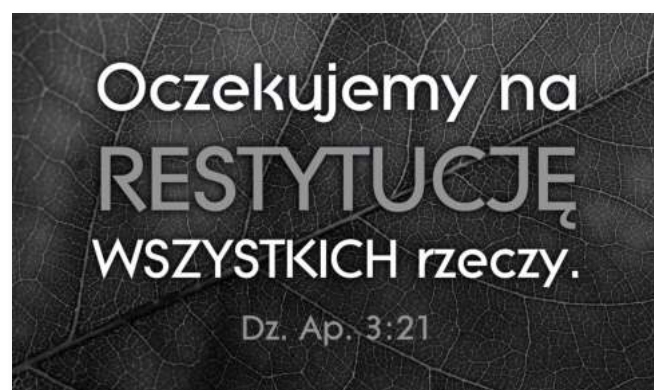 Oczekujemy na
RESTYTUCJĘ
WSZYSTKICH rzeczy.
Dz. Ap. 3:21